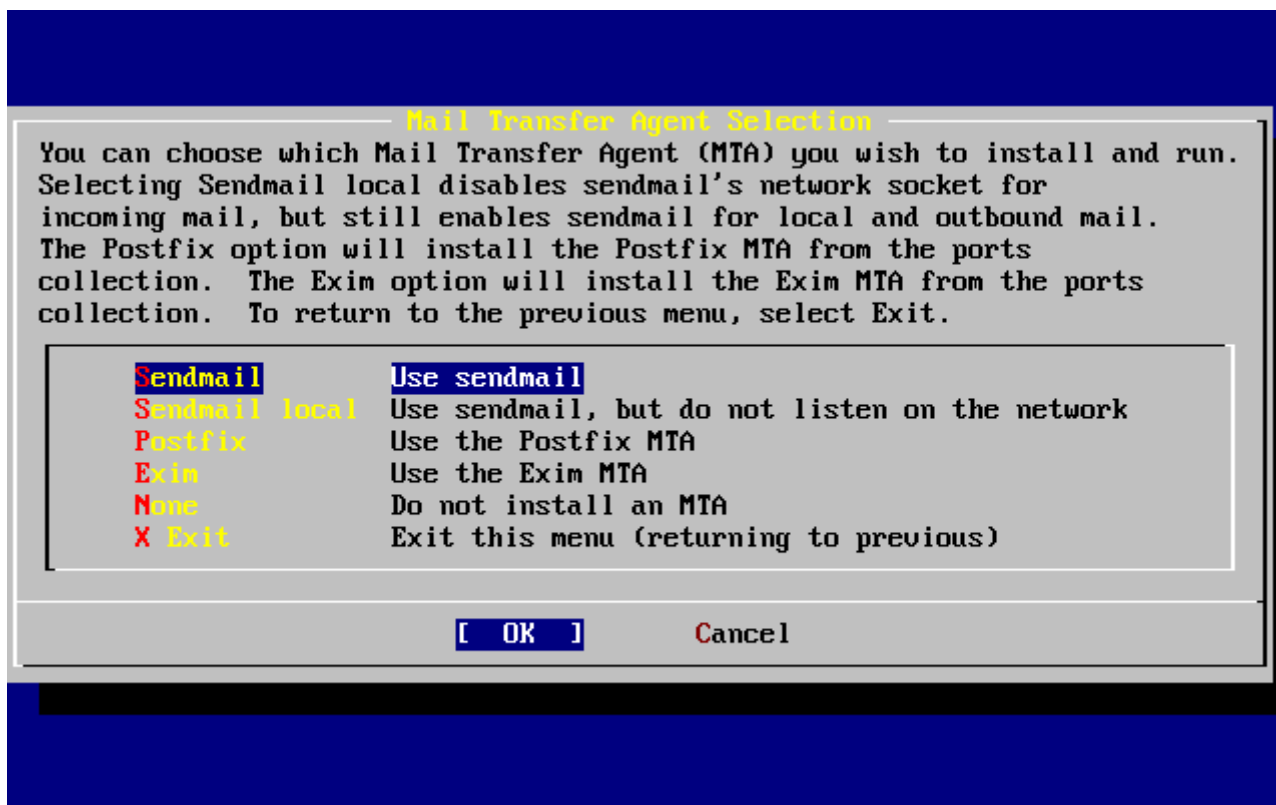 Mail Transfer Agent Selection
You can choose which Mail Transfer Agent (MTA) you wish to install and run.
Selecting Sendmail local disables sendmail's network socket for
incoming mail, but still enables sendmail for local and outbound mail.
The Postfix option will install the Postfix MTA from the ports
collection.  The Exim option will install the Exim MTA from the ports
collection.  To return to the previous menu, select Exit.
Sendmail Use sendmail
Sendmail local Use sendmail, but do not listen on the network
Postfix Use the Postfix MTA
Exim Use the Exim MTA
None Do not install an MTA
X Exit Exit this menu (returning to previous)
[ OK ] Cancel